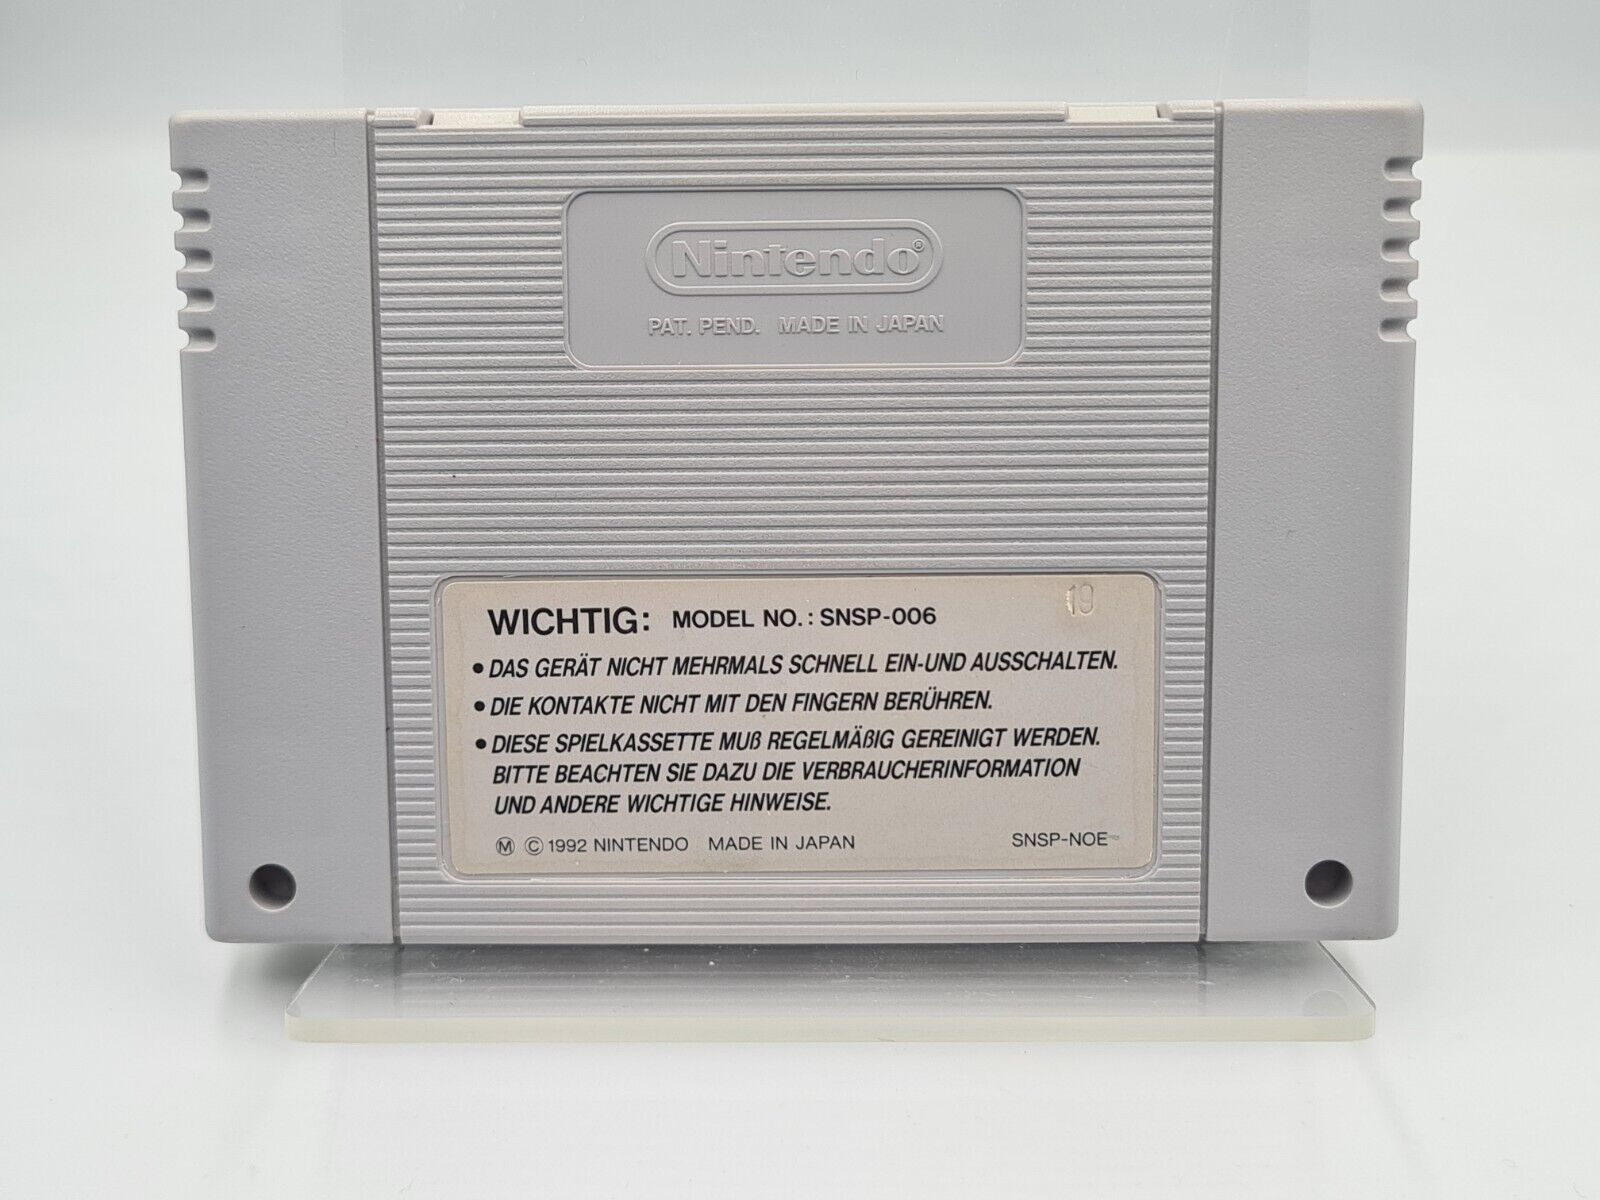 Nintendo®
PAT. PEND. MADE IN JAPAN
19
WICHTIG: MODEL NO.: SNSP-006
• DAS GERÄT NICHT MEHRMALS SCHNELL EIN-UND AUSSCHALTEN.
• DIE KONTAKTE NICHT MIT DEN FINGERN BERÜHREN.
• DIESE SPIELKASSETTE MUß REGELMÄßIG GEREINIGT WERDEN.
BITTE BEACHTEN SIE DAZU DIE VERBRAUCHERINFORMATION
UND ANDERE WICHTIGE HINWEISE.
Ⓜ © 1992 NINTENDO MADE IN JAPAN SNSP-NOE